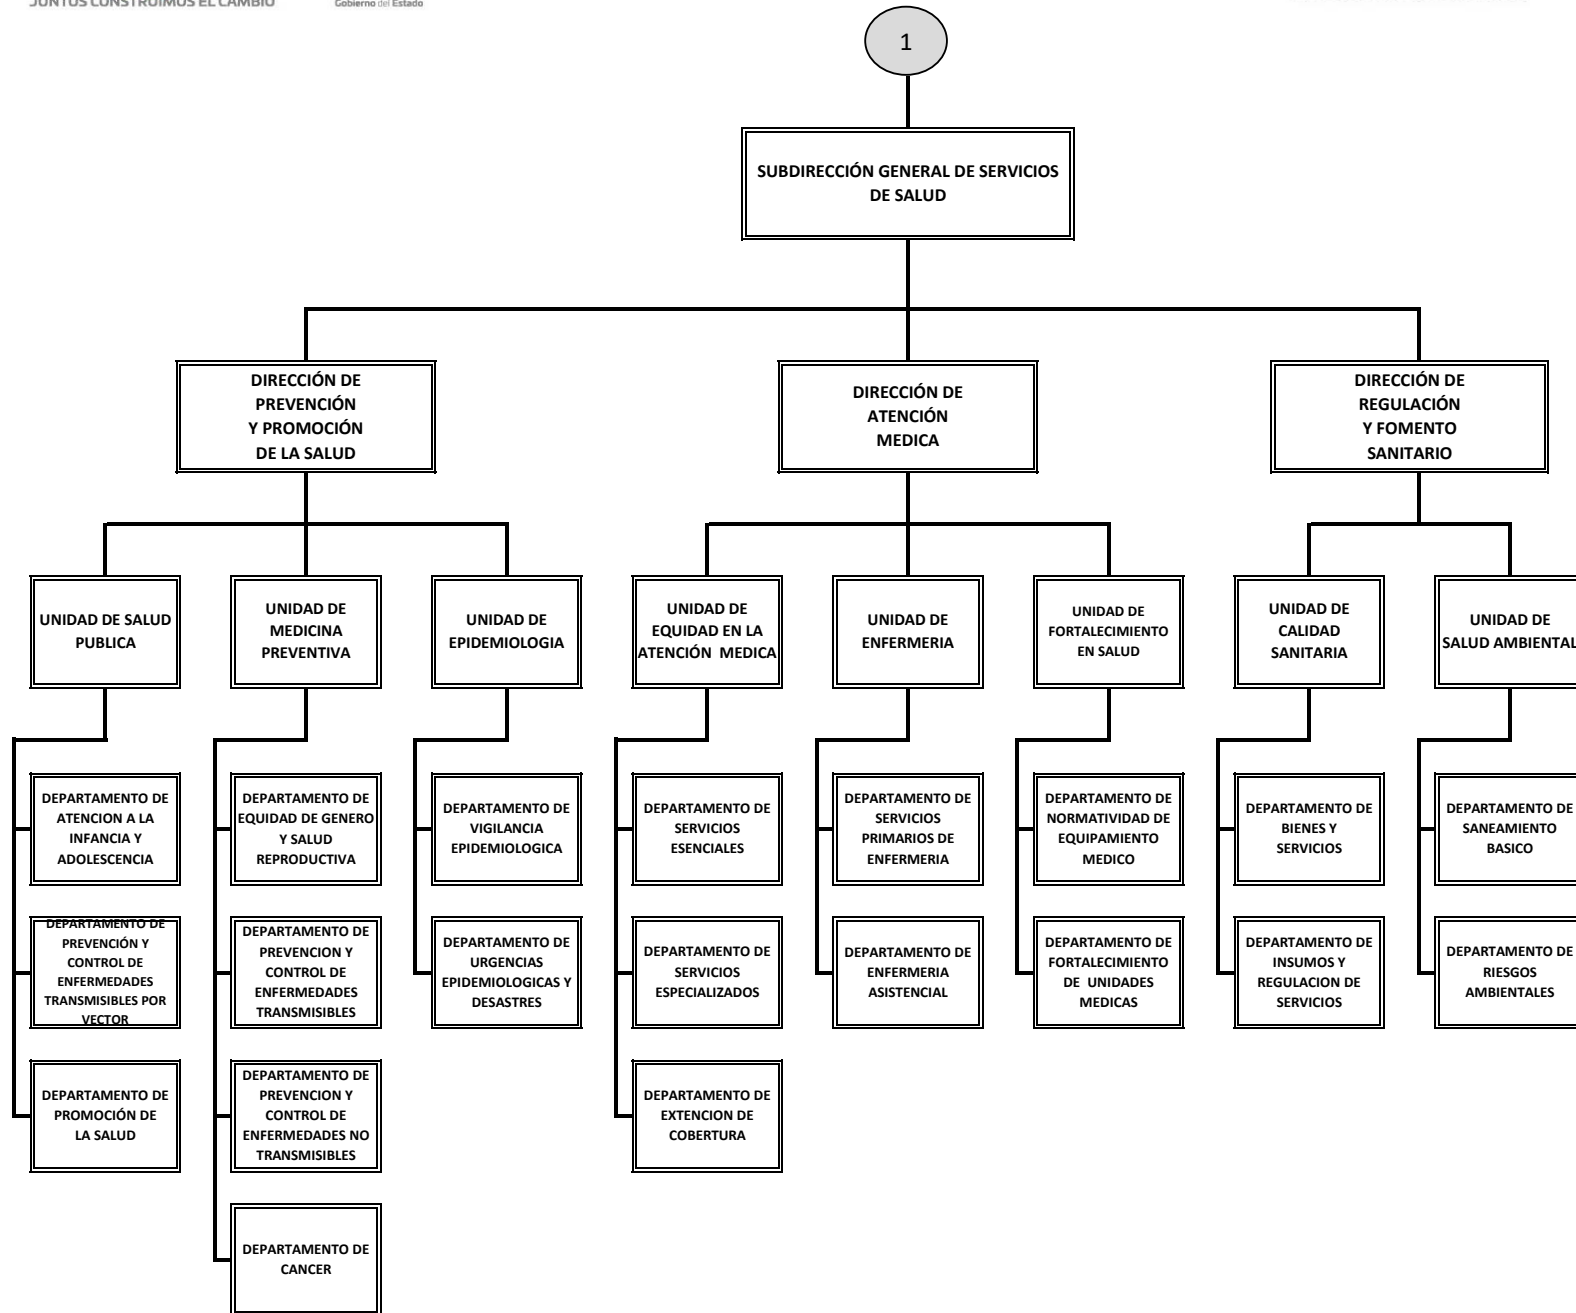 JUNTOS CONSTRUIMOS EL CAMBIO
Gobierno del Estado
1
SUBDIRECCIÓN GENERAL DE SERVICIOS
DE SALUD
DIRECCIÓN DE
PREVENCIÓN
Y PROMOCIÓN
DE LA SALUD
DIRECCIÓN DE
ATENCIÓN
MEDICA
DIRECCIÓN DE
REGULACIÓN
Y FOMENTO
SANITARIO
UNIDAD DE SALUD
PUBLICA
UNIDAD DE
MEDICINA
PREVENTIVA
UNIDAD DE
EPIDEMIOLOGIA
UNIDAD DE
EQUIDAD EN LA
ATENCIÓN MEDICA
UNIDAD DE
ENFERMERIA
UNIDAD DE
FORTALECIMIENTO
EN SALUD
UNIDAD DE
CALIDAD
SANITARIA
UNIDAD DE
SALUD AMBIENTAL
DEPARTAMENTO DE
ATENCION A LA
INFANCIA Y
ADOLESCENCIA
DEPARTAMENTO DE
EQUIDAD DE GENERO
Y SALUD
REPRODUCTIVA
DEPARTAMENTO DE
VIGILANCIA
EPIDEMIOLOGICA
DEPARTAMENTO DE
SERVICIOS
ESENCIALES
DEPARTAMENTO DE
SERVICIOS
PRIMARIOS DE
ENFERMERIA
DEPARTAMENTO DE
NORMATIVIDAD DE
EQUIPAMIENTO
MEDICO
DEPARTAMENTO DE
BIENES Y
SERVICIOS
DEPARTAMENTO DE
SANEAMIENTO
BASICO
DEPARTAMENTO DE
PREVENCIÓN Y
CONTROL DE
ENFERMEDADES
TRANSMISIBLES POR
VECTOR
DEPARTAMENTO DE
PREVENCION Y
CONTROL DE
ENFERMEDADES
TRANSMISIBLES
DEPARTAMENTO DE
URGENCIAS
EPIDEMIOLOGICAS Y
DESASTRES
DEPARTAMENTO DE
SERVICIOS
ESPECIALIZADOS
DEPARTAMENTO DE
ENFERMERIA
ASISTENCIAL
DEPARTAMENTO DE
FORTALECIMIENTO
DE UNIDADES
MEDICAS
DEPARTAMENTO DE
INSUMOS Y
REGULACION DE
SERVICIOS
DEPARTAMENTO DE
RIESGOS
AMBIENTALES
DEPARTAMENTO DE
PROMOCIÓN DE
LA SALUD
DEPARTAMENTO DE
PREVENCION Y
CONTROL DE
ENFERMEDADES NO
TRANSMISIBLES
DEPARTAMENTO DE
EXTENCION DE
COBERTURA
DEPARTAMENTO DE
CANCER